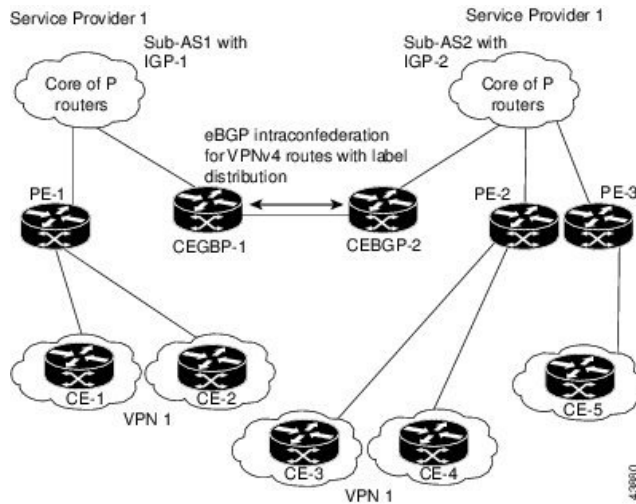 Service Provider 1
Service Provider 1
Sub-AS1 with
IGP-1
Sub-AS2 with
IGP-2
Core of P
routers
Core of P
routers
eBGP intraconfederation
for VPNv4 routes with label
distribution
PE-1
CEGBP-1
CEBGP-2
PE-2
PE-3
CE-1
CE-2
VPN 1
CE-3
CE-4
VPN 1
CE-5
43880